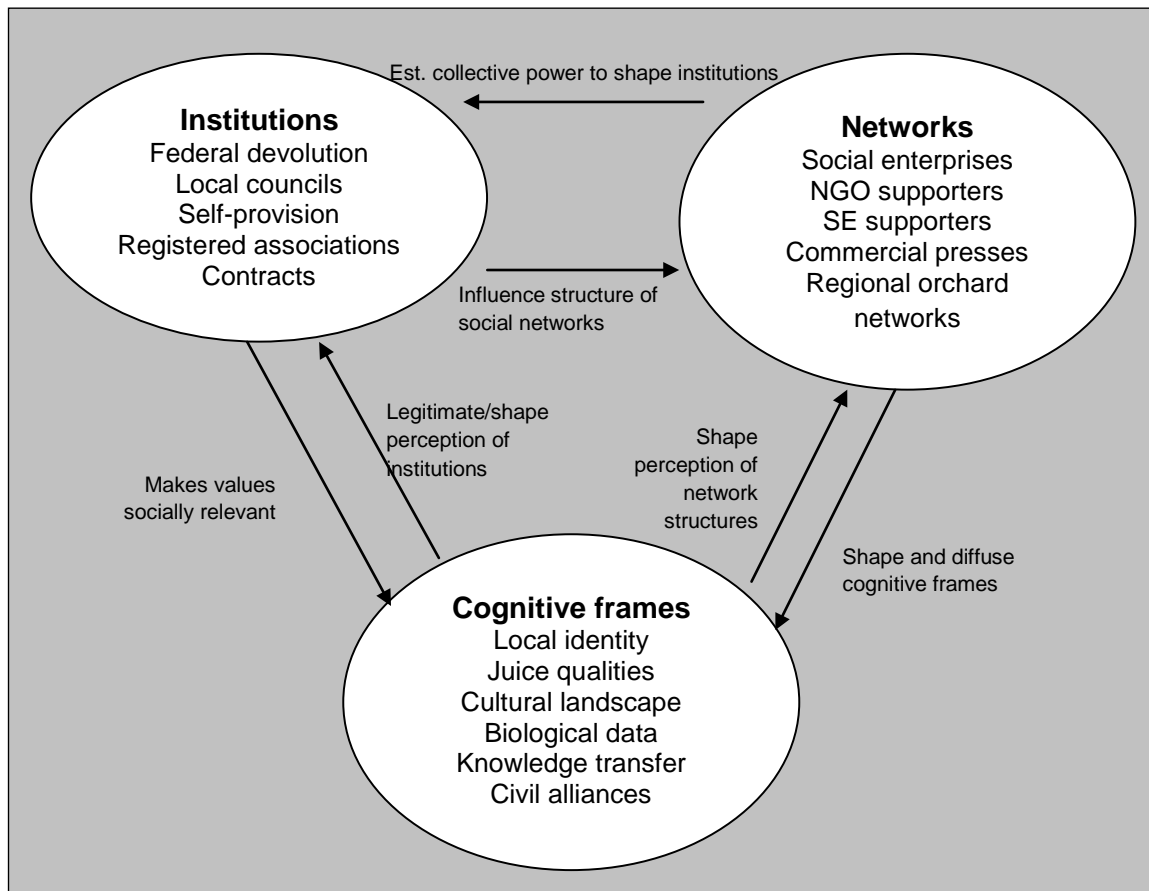 Est. collective power to shape institutions
Institutions
Federal devolution
Local councils
Self-provision
Registered associations
Contracts
Networks
Social enterprises
NGO supporters
SE supporters
Commercial presses
Regional orchard
networks
Influence structure of
social networks
Legitimate/shape
perception of
institutions
Makes values
socially relevant
Shape
perception of
network
structures
Shape and diffuse
cognitive frames
Cognitive frames
Local identity
Juice qualities
Cultural landscape
Biological data
Knowledge transfer
Civil alliances